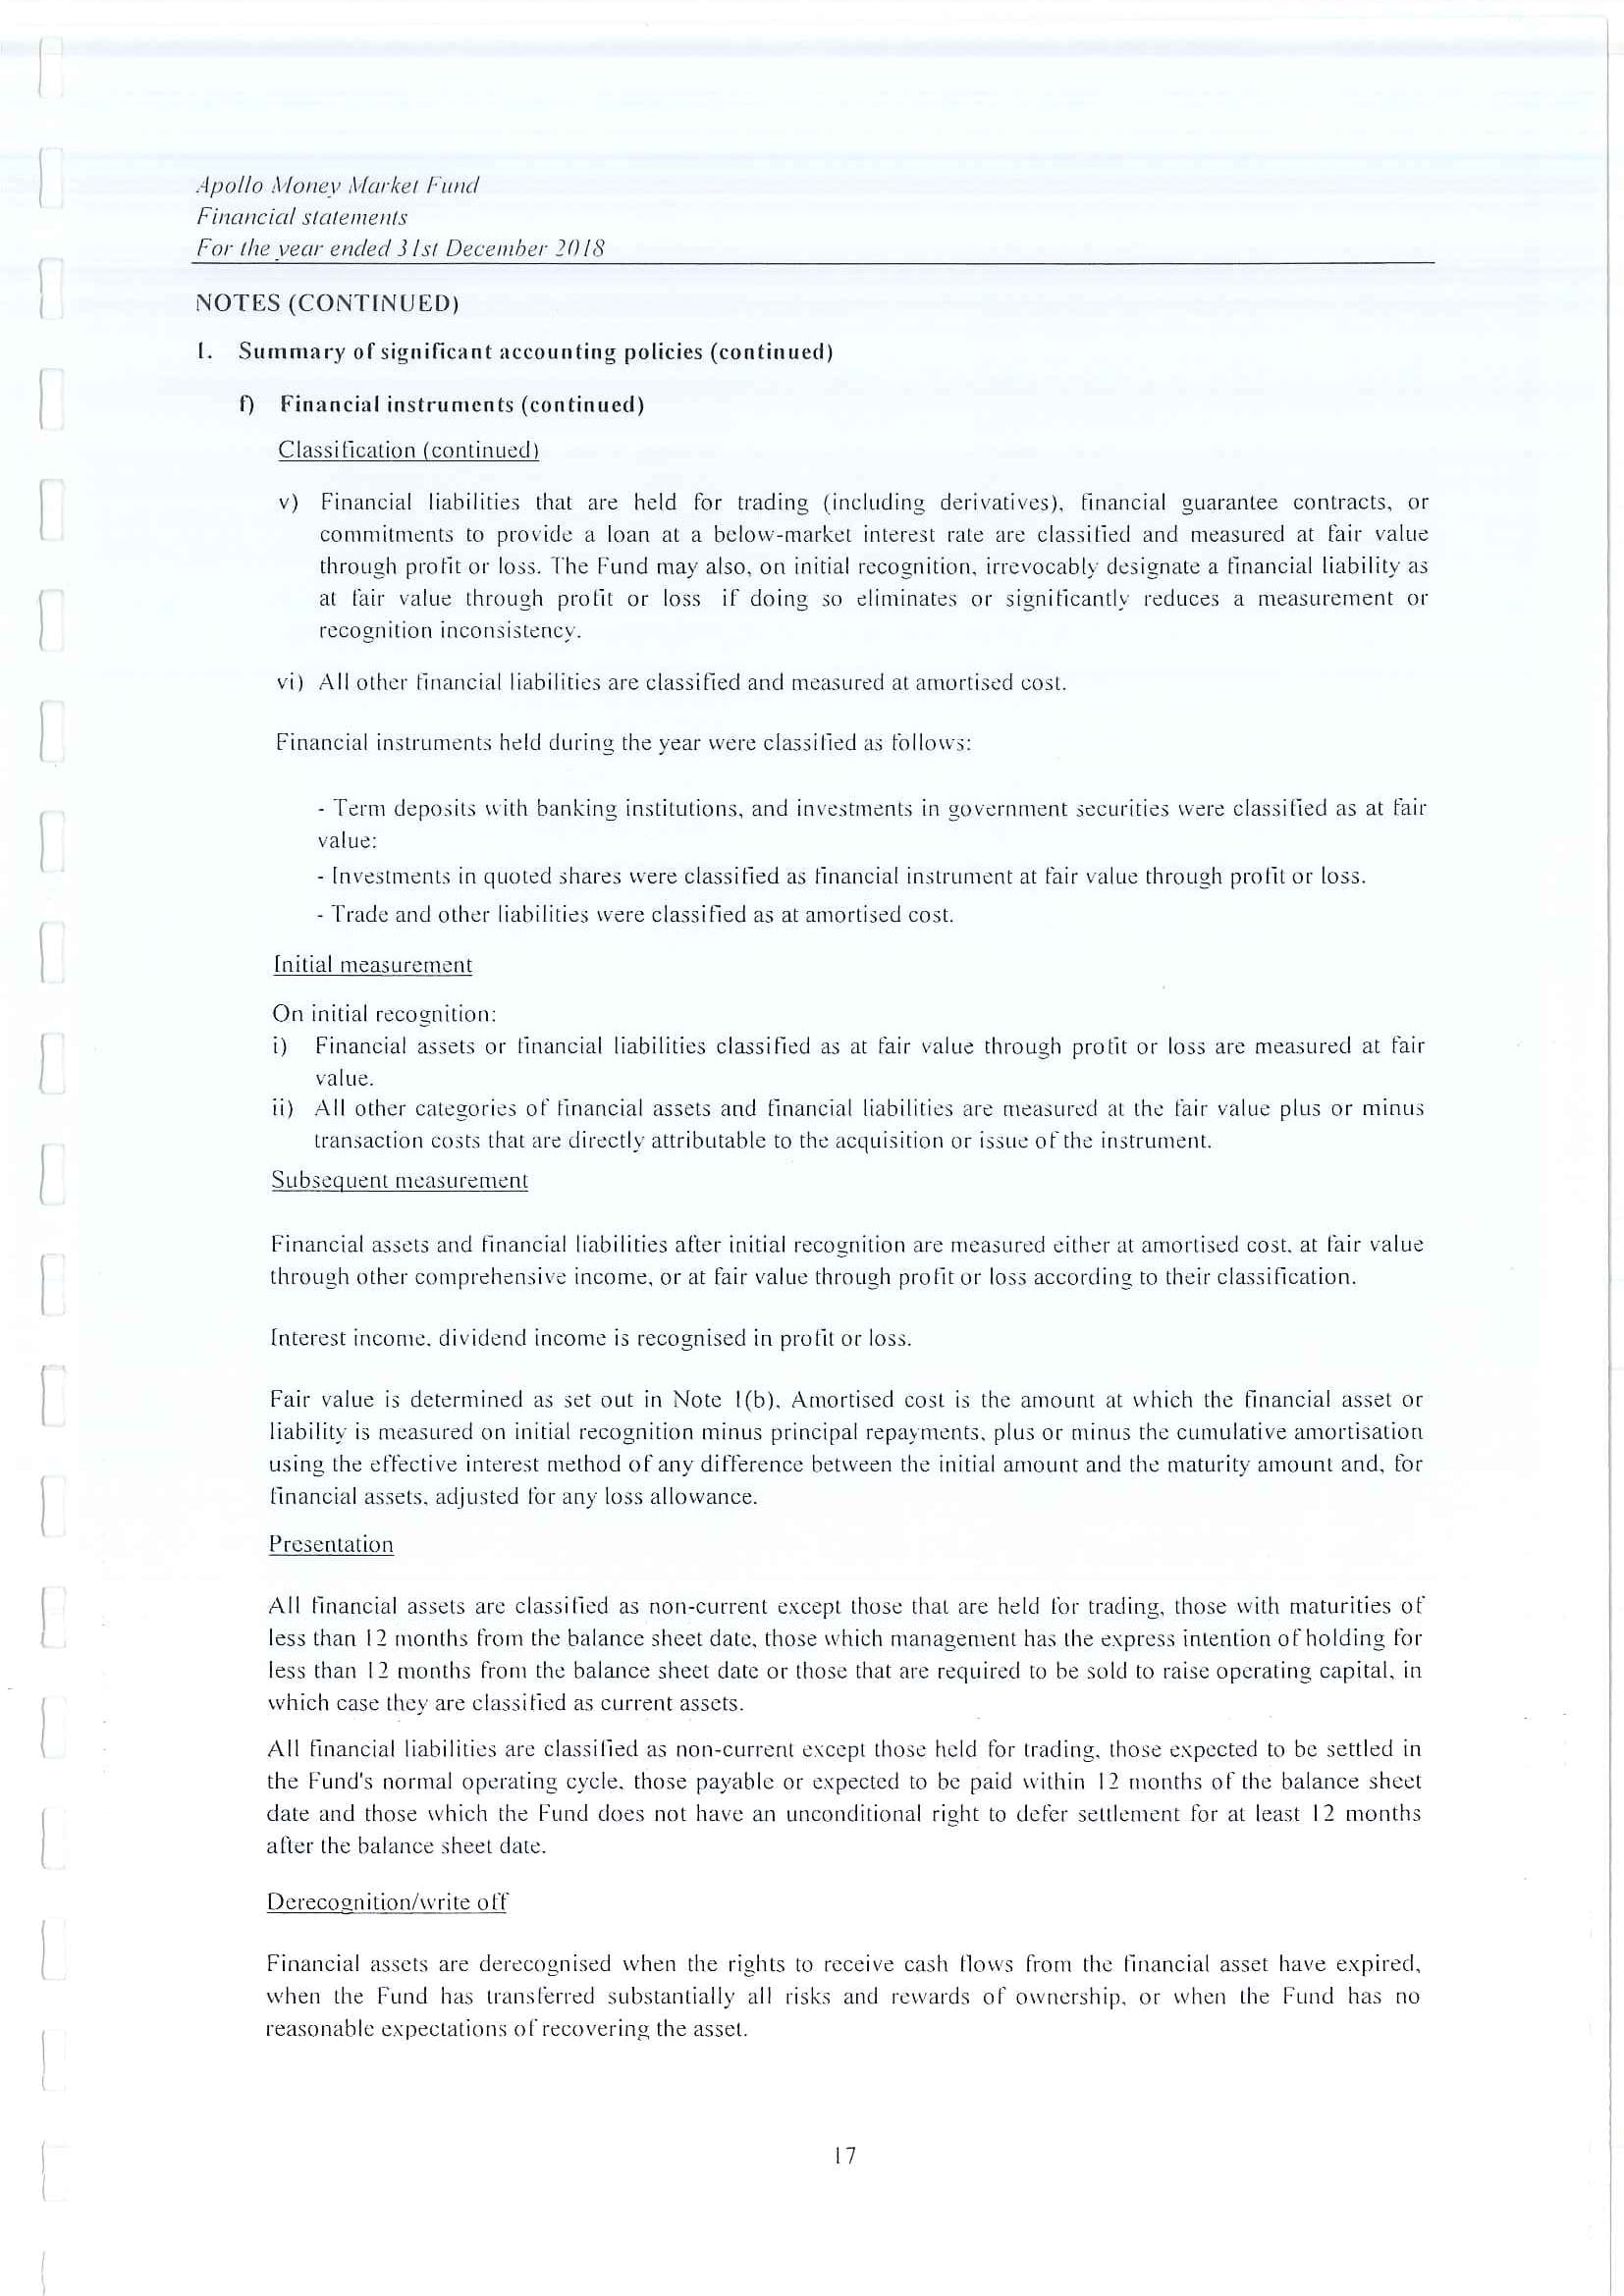 Apollo Money Market Fund
Financial statements
For the year ended 31st December 2018
NOTES (CONTINUED)
1. Summary of significant accounting policies (continued)
f) Financial instruments (continued)
Classification (continued)
v) Financial liabilities that are held for trading (including derivatives), financial guarantee contracts, or
commitments to provide a loan at a below-market interest rate are classified and measured at fair value
through profit or loss. The Fund may also, on initial recognition, irrevocably designate a financial liability as
at fair value through profit or loss if doing so eliminates or significantly reduces a measurement or
recognition inconsistency.
vi) All other financial liabilities are classified and measured at amortised cost.
Financial instruments held during the year were classified as follows:
- Term deposits with banking institutions, and investments in government securities were classified as at fair
value:
- Investments in quoted shares were classified as financial instrument at fair value through profit or loss.
- Trade and other liabilities were classified as at amortised cost.
Initial measurement
On initial recognition:
i) Financial assets or financial liabilities classified as at fair value through profit or loss are measured at fair
value.
ii) All other categories of financial assets and financial liabilities are measured at the fair value plus or minus
transaction costs that are directly attributable to the acquisition or issue of the instrument.
Subsequent measurement
Financial assets and financial liabilities after initial recognition are measured either at amortised cost, at fair value
through other comprehensive income, or at fair value through profit or loss according to their classification.
Interest income, dividend income is recognised in profit or loss.
Fair value is determined as set out in Note 1(b). Amortised cost is the amount at which the financial asset or
liability is measured on initial recognition minus principal repayments, plus or minus the cumulative amortisation
using the effective interest method of any difference between the initial amount and the maturity amount and, for
financial assets, adjusted for any loss allowance.
Presentation
All financial assets are classified as non-current except those that are held for trading, those with maturities of
less than 12 months from the balance sheet date, those which management has the express intention of holding for
less than 12 months from the balance sheet date or those that are required to be sold to raise operating capital, in
which case they are classified as current assets.
All financial liabilities are classified as non-current except those held for trading, those expected to be settled in
the Fund's normal operating cycle, those payable or expected to be paid within 12 months of the balance sheet
date and those which the Fund does not have an unconditional right to defer settlement for at least 12 months
after the balance sheet date.
Derecognition/write off
Financial assets are derecognised when the rights to receive cash flows from the financial asset have expired,
when the Fund has transferred substantially all risks and rewards of ownership, or when the Fund has no
reasonable expectations of recovering the asset.
17